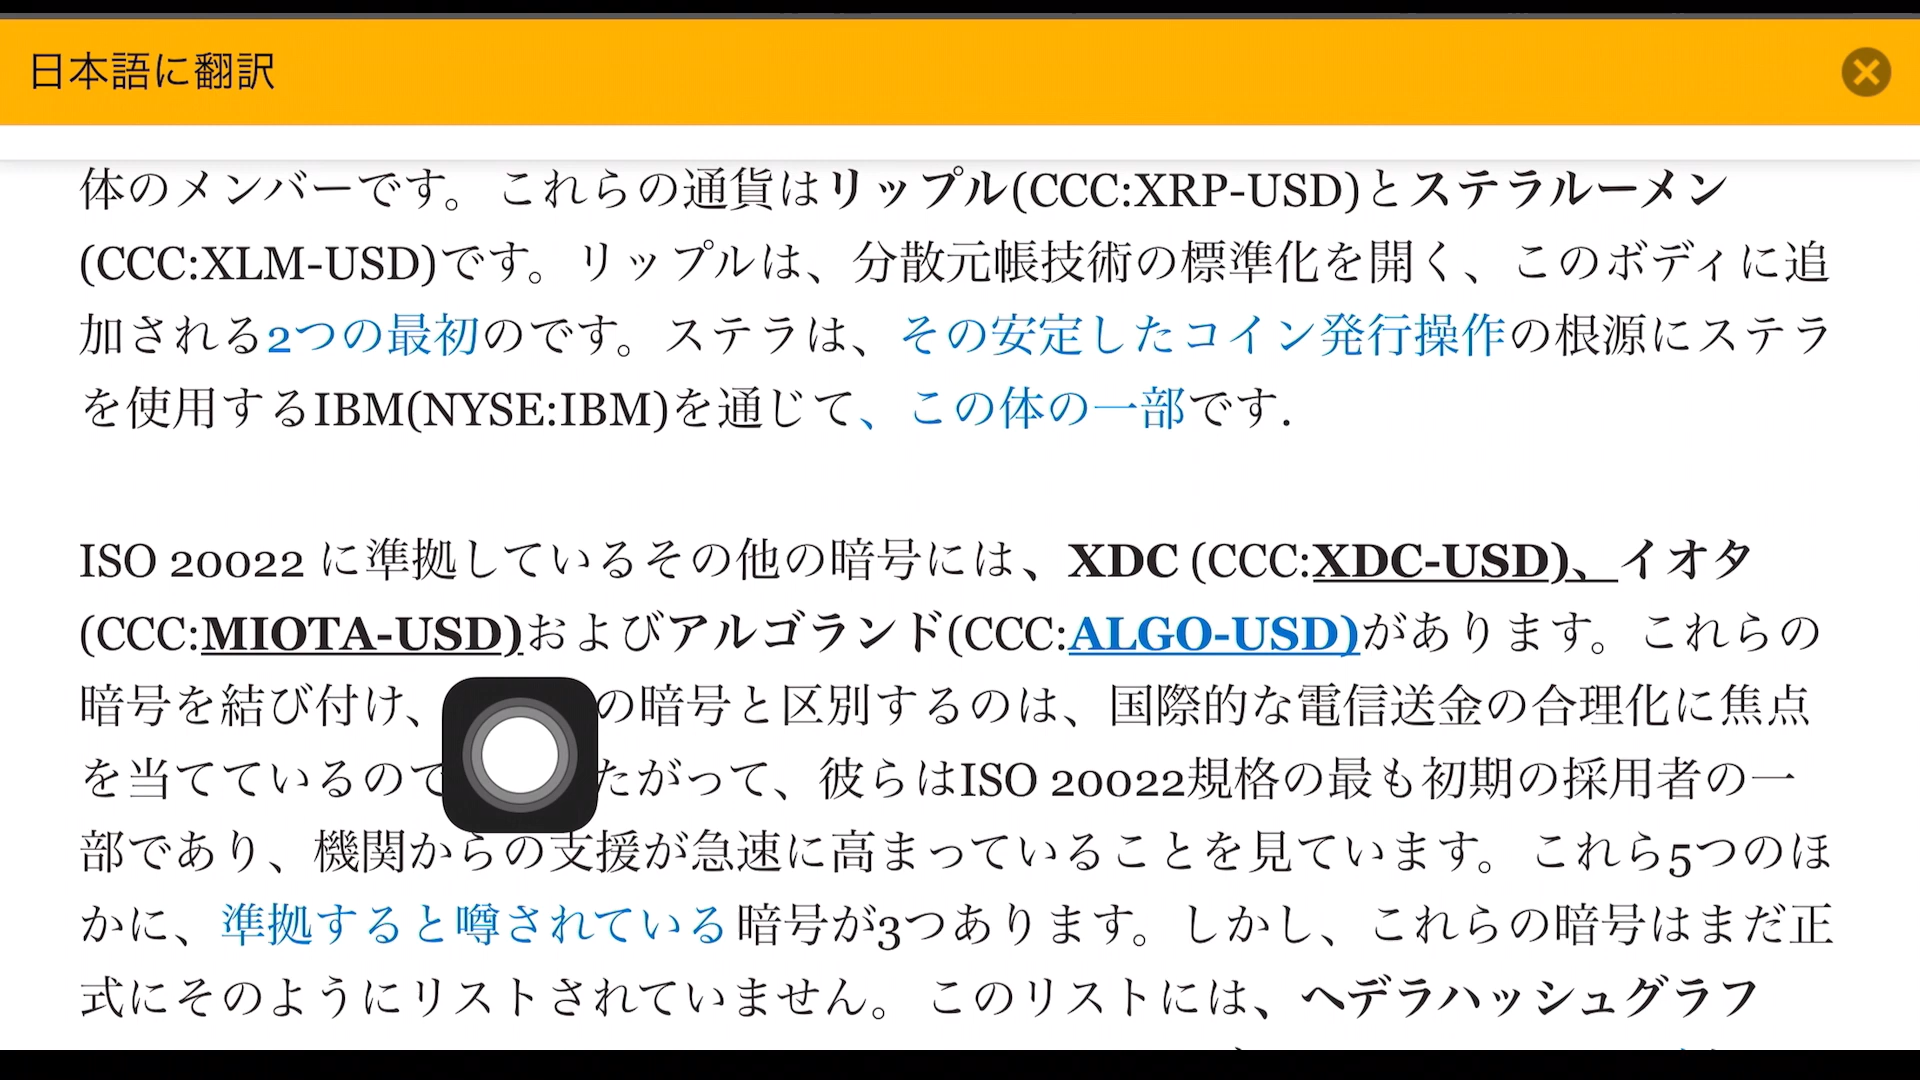 日本語に翻訳
体のメンバーです。これらの通貨はリップル(CCC:XRP-USD)とステラルーメン
(CCC:XLM-USD)です。リップルは、分散元帳技術の標準化を開く、このボディに追
加される2つの最初のです。ステラは、その安定したコイン発行操作の根源にステラ
を使用するIBM(NYSE:IBM)を通じて、この体の一部です.
ISO 20022 に準拠しているその他の暗号には、XDC (CCC:XDC-USD)、イオタ
(CCC:MIOTA-USD)およびアルゴランド(CCC:ALGO-USD)があります。これらの
暗号を結び付け、の暗号と区別するのは、国際的な電信送金の合理化に焦点
を当てているのでたがって、彼らはISO 20022規格の最も初期の採用者の一
部であり、機関からの支援が急速に高まっていることを見ています。これら5つのほ
かに、準拠すると噂されている暗号が3つあります。しかし、これらの暗号はまだ正
式にそのようにリストされていません。このリストには、ヘデラハッシュグラフ